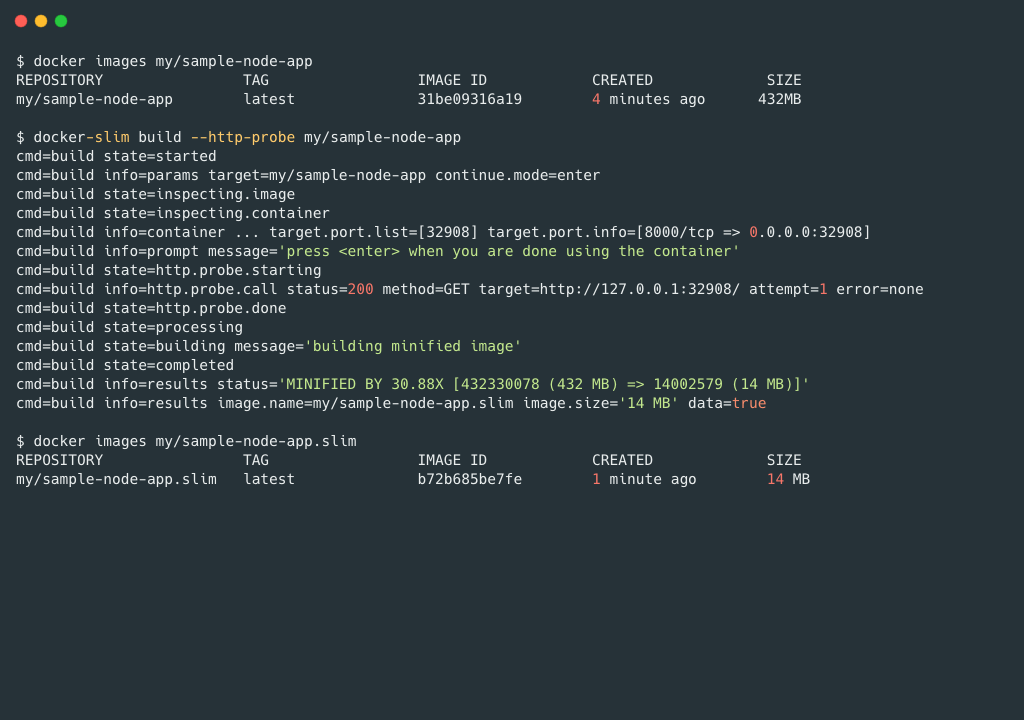 $ docker images my/sample-node-app
REPOSITORY                TAG                 IMAGE ID            CREATED             SIZE
my/sample-node-app        latest              31be09316a19        4 minutes ago      432MB
$ docker-slim build --http-probe my/sample-node-app
cmd=build state=started
cmd=build info=params target=my/sample-node-app continue.mode=enter
cmd=build state=inspecting.image
cmd=build state=inspecting.container
cmd=build info=container ... target.port.list=[32908] target.port.info=[8000/tcp => 0.0.0.0:32908]
cmd=build info=prompt message='press <enter> when you are done using the container'
cmd=build state=http.probe.starting
cmd=build info=http.probe.call status=200 method=GET target=http://127.0.0.1:32908/ attempt=1 error=none
cmd=build state=http.probe.done
cmd=build state=processing
cmd=build state=building message='building minified image'
cmd=build state=completed
cmd=build info=results status='MINIFIED BY 30.88X [432330078 (432 MB) => 14002579 (14 MB)]'
cmd=build info=results image.name=my/sample-node-app.slim image.size='14 MB' data=true
$ docker images my/sample-node-app.slim
REPOSITORY                TAG                 IMAGE ID            CREATED             SIZE
my/sample-node-app.slim   latest              b72b685be7fe        1 minute ago        14 MB